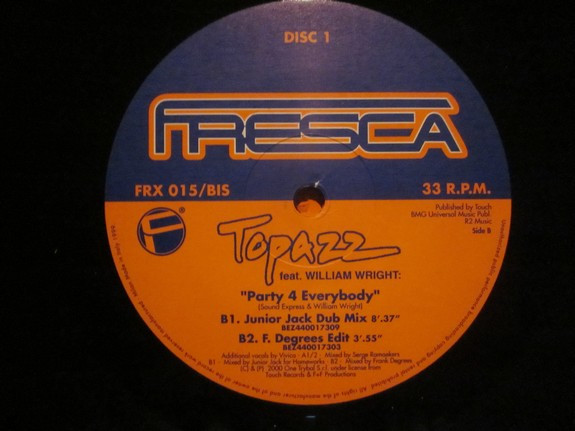 DISC 1
FRESCA
FRX 015/BIS
33 R.P.M.
Published by Touch
BMG Universal Music Publ.
R2 Music
Side B
Topazz
feat. WILLIAM WRIGHT:
"Party 4 Everybody"
(Sound Express & William Wright)
B1. Junior Jack Dub Mix 8'.37"
BEZ440017309
B2. F. Degrees Edit 3'.55"
BEZ440017303
Additional vocals by Vinica - A1/2 - Mixed by Serge Ramaekers
B1 - Mixed by Junior Jack for Homeworks - B2 - Mixed by Frank Degrees
(C) & (P) 2000 One Trybal S.r.l. under license from
Touch Records & F+F Productions